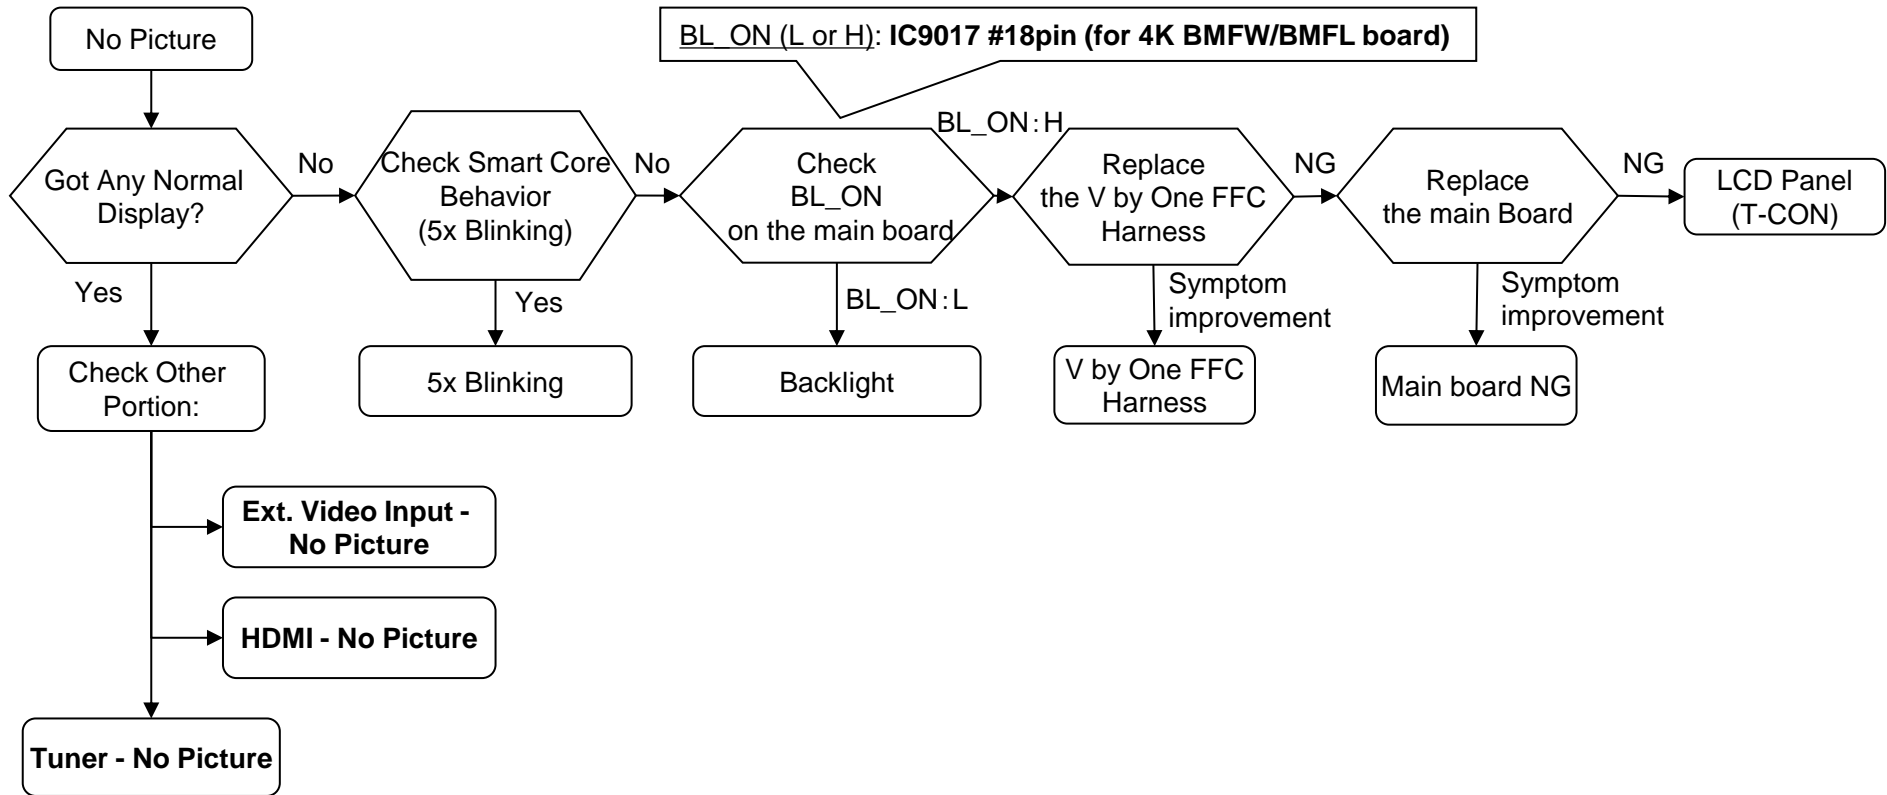 No Picture
BL_ON (L or H): IC9017 #18pin (for 4K BMFW/BMFL board)
Got Any Normal
Display?
No
Check Smart Core
Behavior
(5x Blinking)
No
Check
BL_ON
on the main board
BL_ON:H
Replace
the V by One FFC
Harness
NG
Replace
the main Board
NG
LCD Panel
(T-CON)
Yes
Yes
BL_ON:L
Symptom
improvement
Symptom
improvement
Check Other
Portion:
5x Blinking
Backlight
V by One FFC
Harness
Main board NG
Ext. Video Input -
No Picture
HDMI - No Picture
Tuner - No Picture